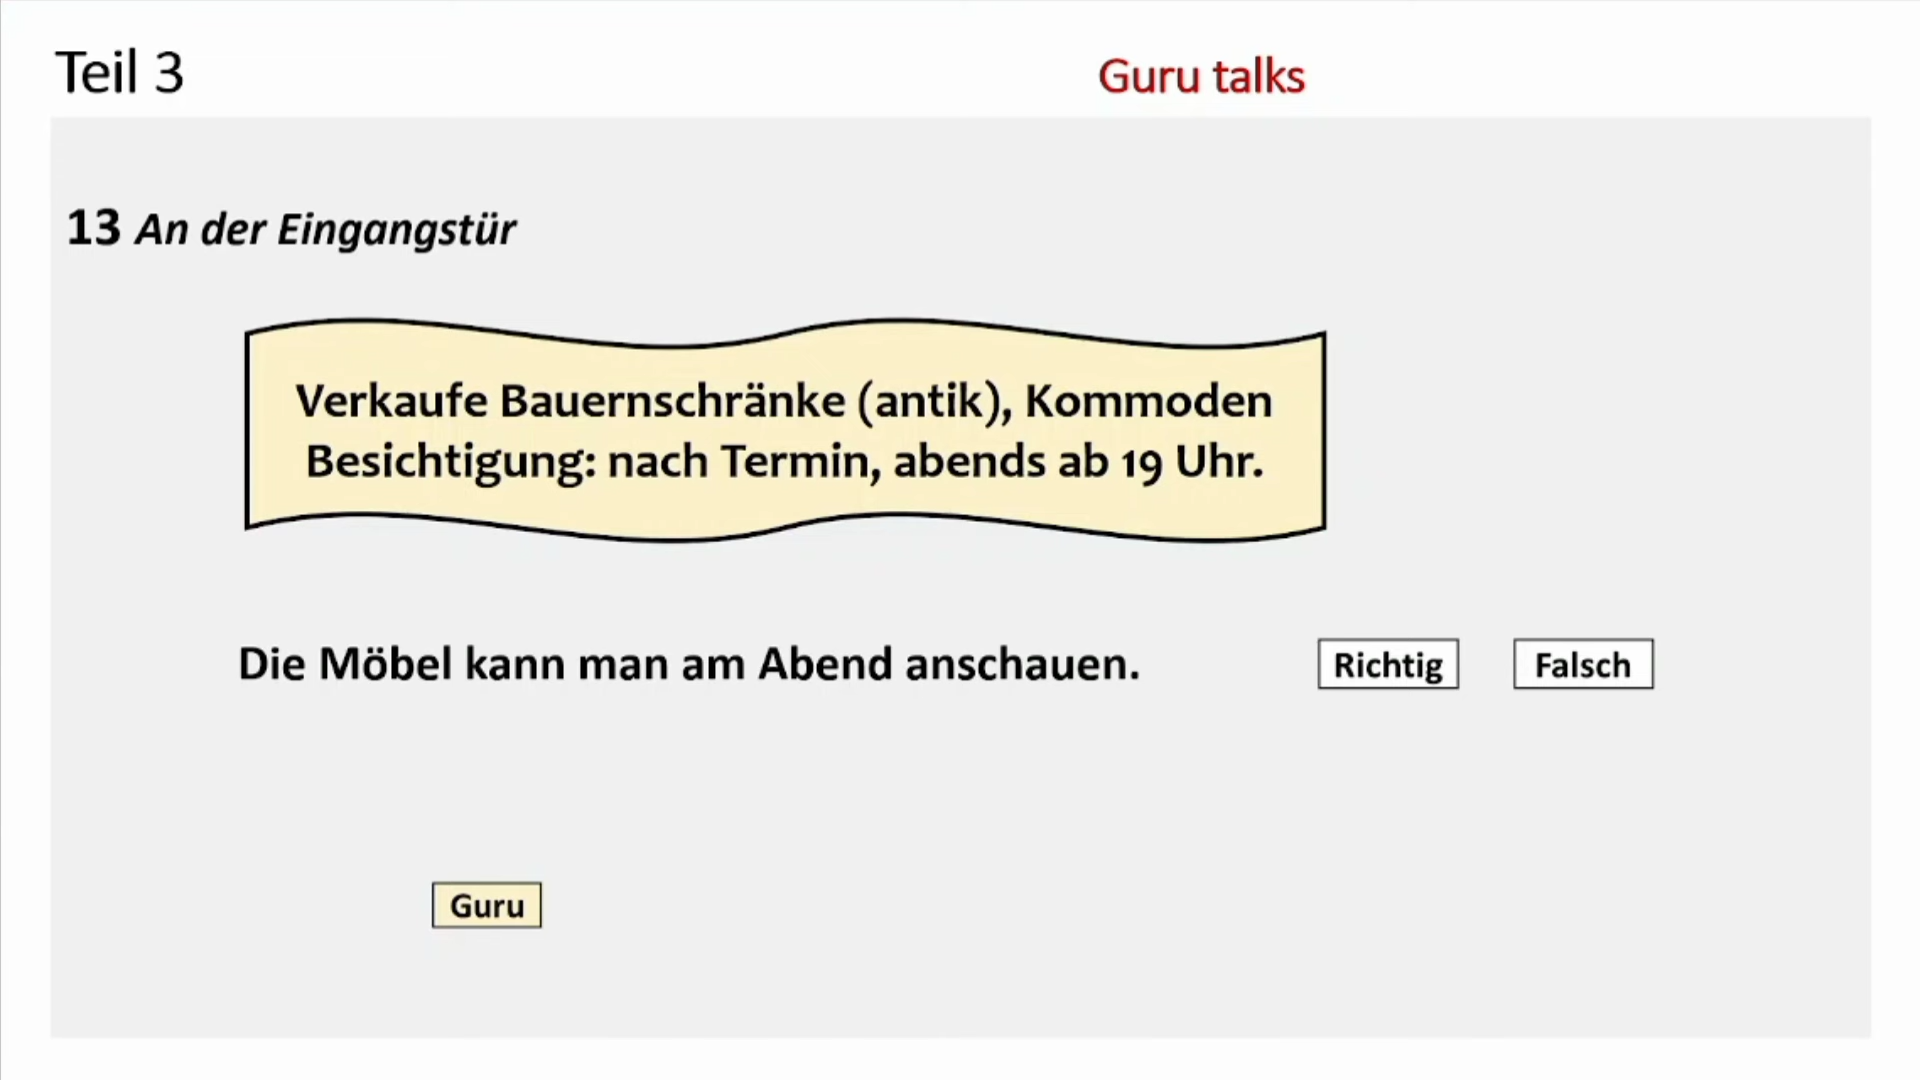 Teil 3
Guru talks
13 An der Eingangstür
Verkaufe Bauernschränke (antik), Kommoden
Besichtigung: nach Termin, abends ab 19 Uhr.
Die Möbel kann man am Abend anschauen.
Richtig
Falsch
Guru